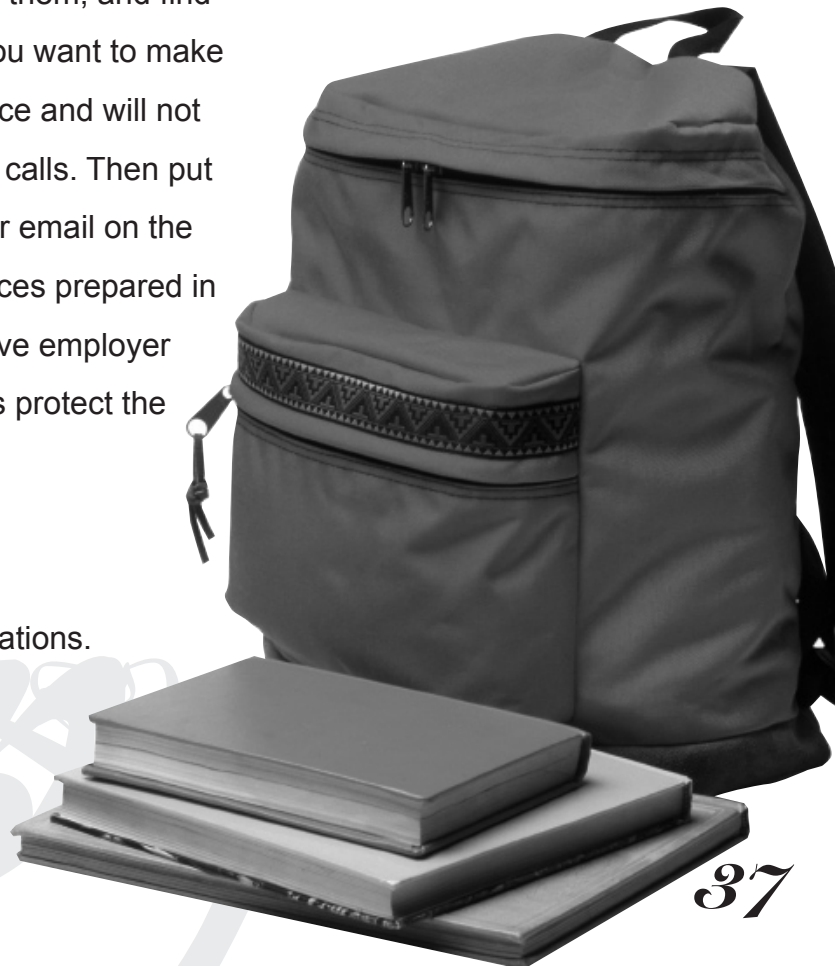 them, and find
ou want to make
ce and will not
calls. Then put
r email on the
ces prepared in
ve employer
s protect the
ations.
37